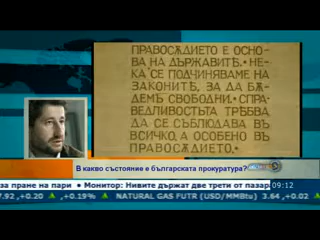 ПРАВОСѪДИЕТО Е ОСНО-
ВА НА ДЪРЖАВИТѢ.• НЕ-
КА СЕ ПОДЧИНЯВАМЕ НА
ЗАКОНИТѢ, ЗА ДА БѪ-
ДЕМЪ СВОБОДНИ.• СПРА-
ВЕДЛИВОСТЬТА ТРѢБВА
ДА СЕ СЪБЛЮДАВА ВЪ
ВСИЧКО, А ОСОБЕНО ВЪ
ПРАВОСѪДИЕТО.•
В какво състояние е българската прокуратура?
за пране на пари • Монитор: Нивите държат две трети от пазар
09:12
NATURAL GAS FUTR (USD/MMBtu)